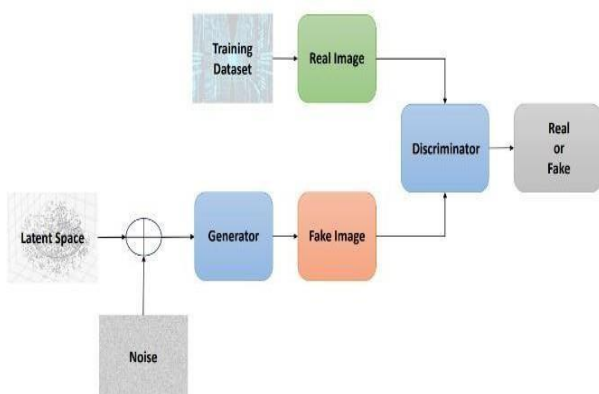 Training
Dataset
Real Image
Discriminator
Real
or
Fake
Latent Space
Generator
Fake Image
Noise